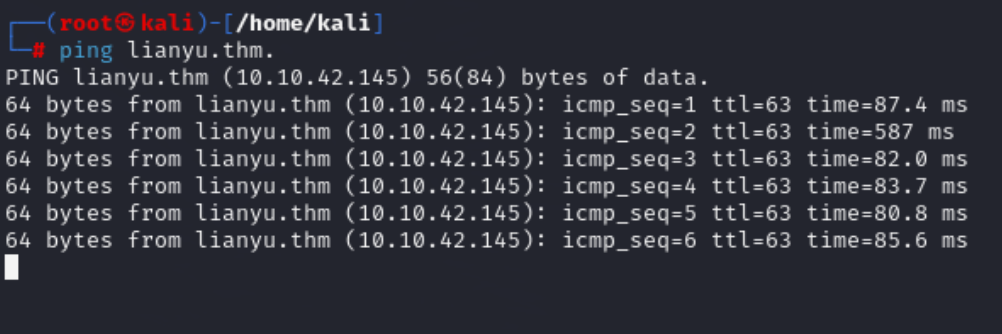 ┌──(root㉿kali)-[/home/kali]
└─# ping lianyu.thm.
PING lianyu.thm (10.10.42.145) 56(84) bytes of data.
64 bytes from lianyu.thm (10.10.42.145): icmp_seq=1 ttl=63 time=87.4 ms
64 bytes from lianyu.thm (10.10.42.145): icmp_seq=2 ttl=63 time=587 ms
64 bytes from lianyu.thm (10.10.42.145): icmp_seq=3 ttl=63 time=82.0 ms
64 bytes from lianyu.thm (10.10.42.145): icmp_seq=4 ttl=63 time=83.7 ms
64 bytes from lianyu.thm (10.10.42.145): icmp_seq=5 ttl=63 time=80.8 ms
64 bytes from lianyu.thm (10.10.42.145): icmp_seq=6 ttl=63 time=85.6 ms